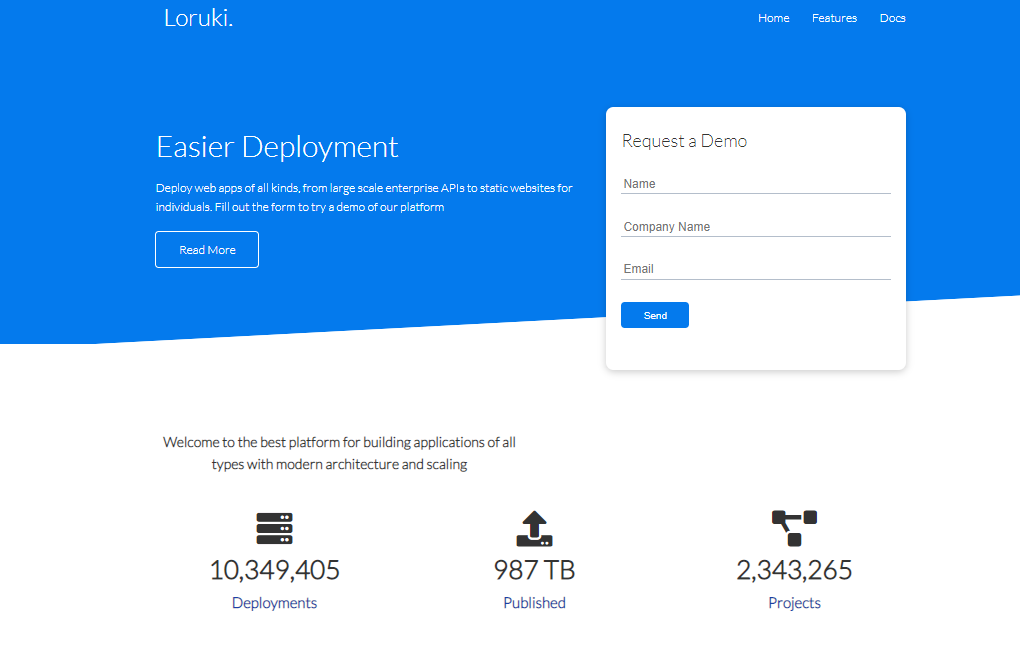 Loruki.
Home Features Docs
Easier Deployment
Deploy web apps of all kinds, from large scale enterprise APIs to static websites for
individuals. Fill out the form to try a demo of our platform
Read More
Request a Demo
Name
Company Name
Email
Send
Welcome to the best platform for building applications of all
types with modern architecture and scaling
10,349,405
Deployments
987 TB
Published
2,343,265
Projects